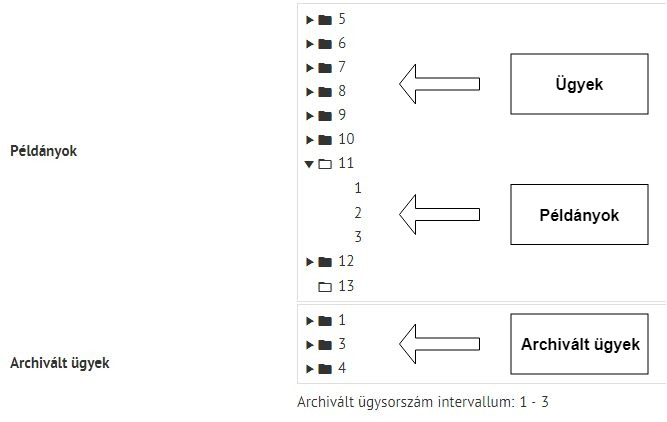 5
6
7
Ügyek
8
9
10
Példányok
11
1
2
Példányok
3
12
13
1
3
Archivált ügyek
4
Archivált ügyek
Archivált ügysorszám intervallum: 1 - 3